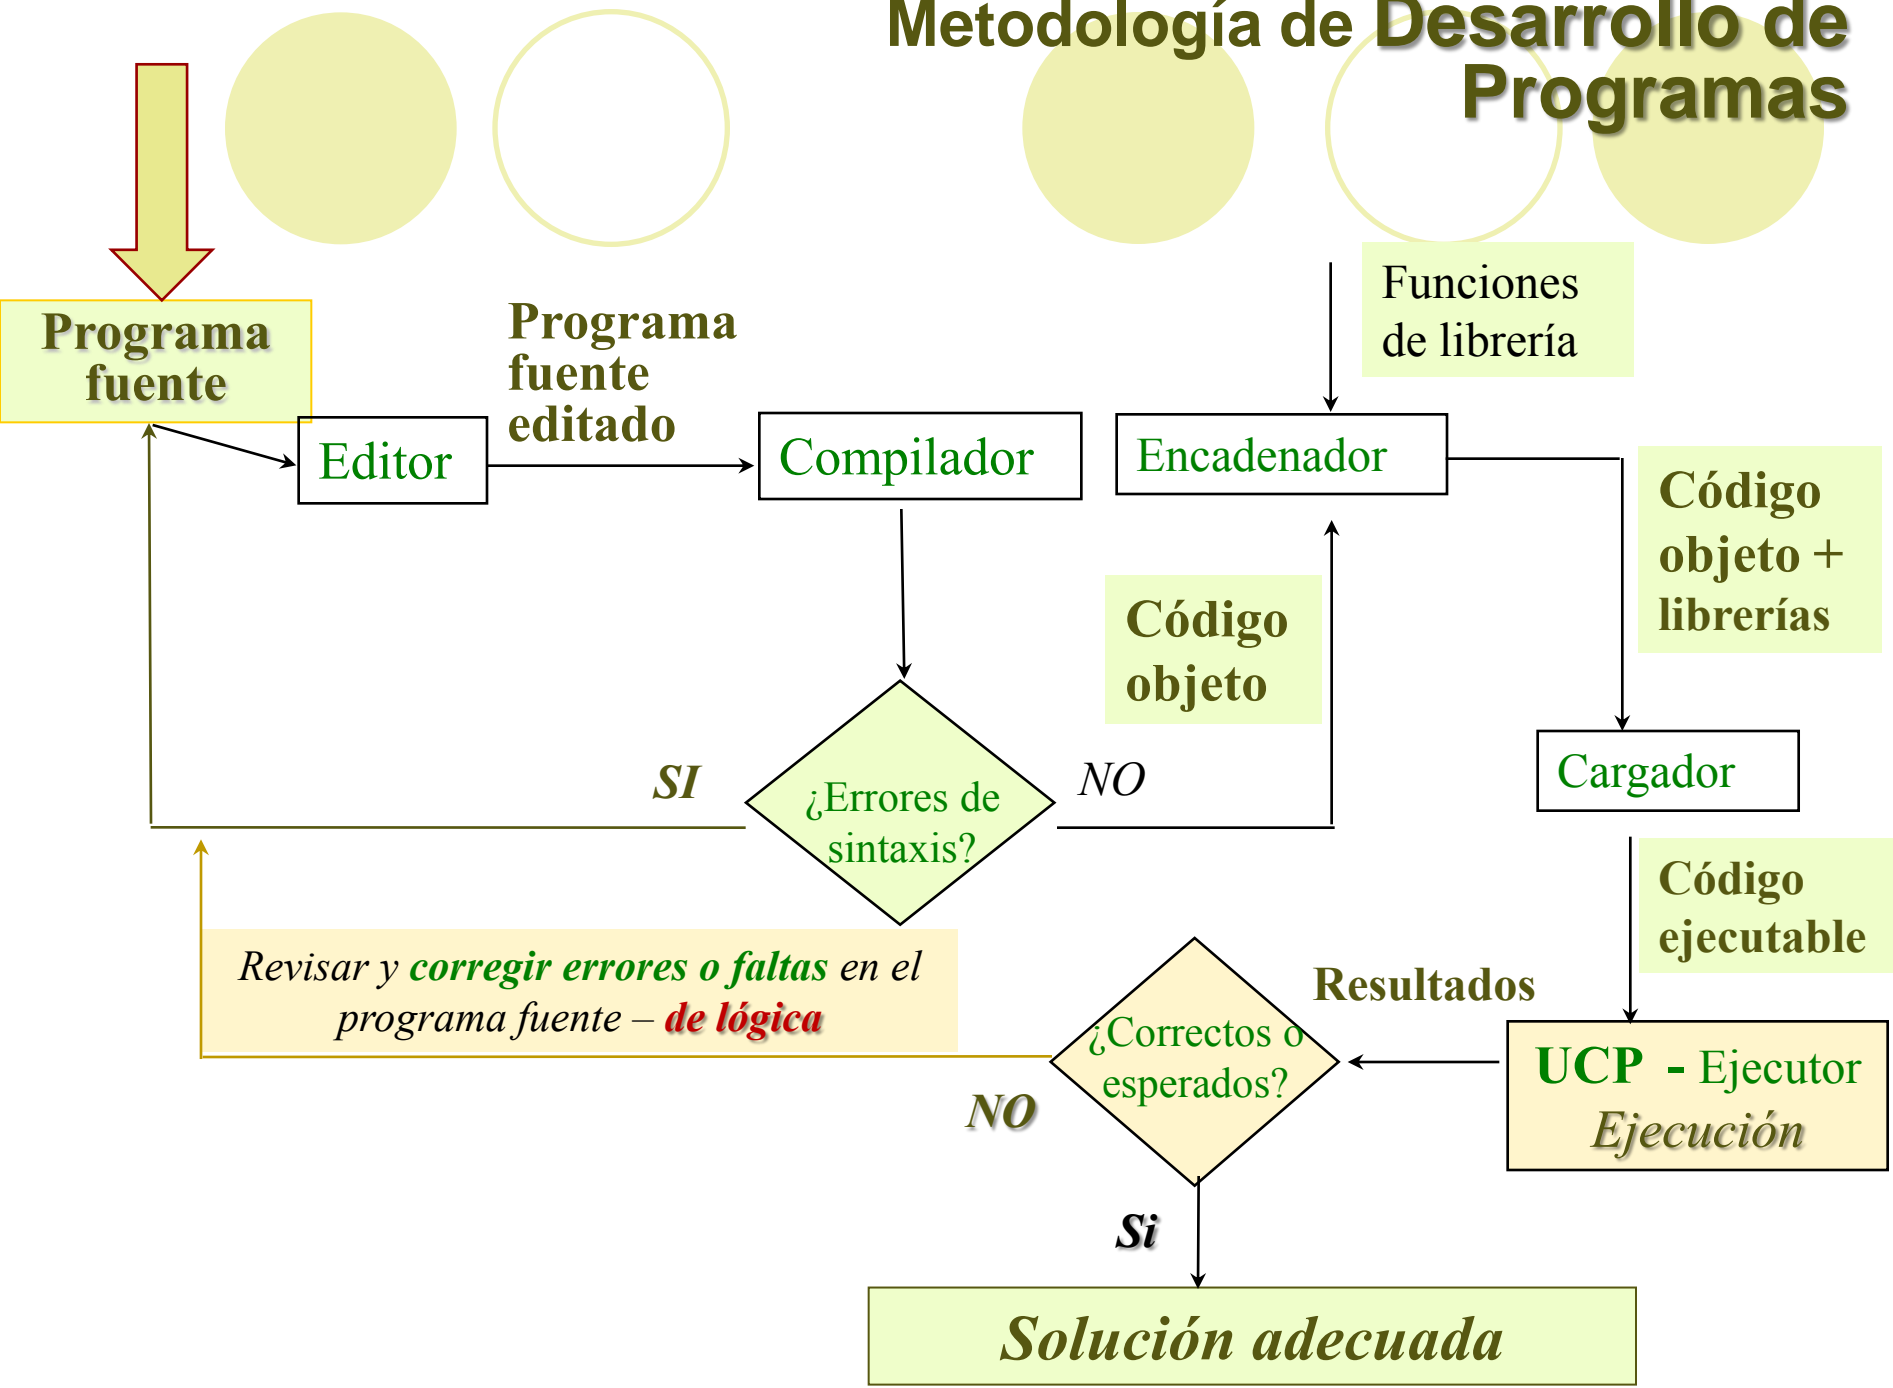 Metodología de Desarrollo de
Programas
Programa
fuente
Programa
fuente
editado
Funciones
de librería
Editor
Compilador
Encadenador
Código
objeto +
librerías
Código
objeto
SI
¿Errores de
sintaxis?
NO
Cargador
Código
ejecutable
Revisar y corregir errores o faltas en el
programa fuente – de lógica
Resultados
¿Correctos o
esperados?
NO
UCP - Ejecutor
Ejecución
Si
Solución adecuada